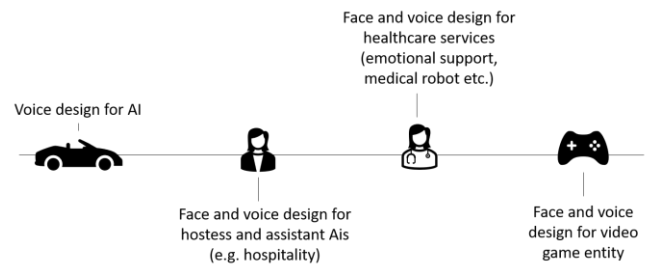 Voice design for AI
Face and voice design for
hostess and assistant Ais
(e.g. hospitality)
Face and voice design for
healthcare services
(emotional support,
medical robot etc.)
Face and voice
design for video
game entity